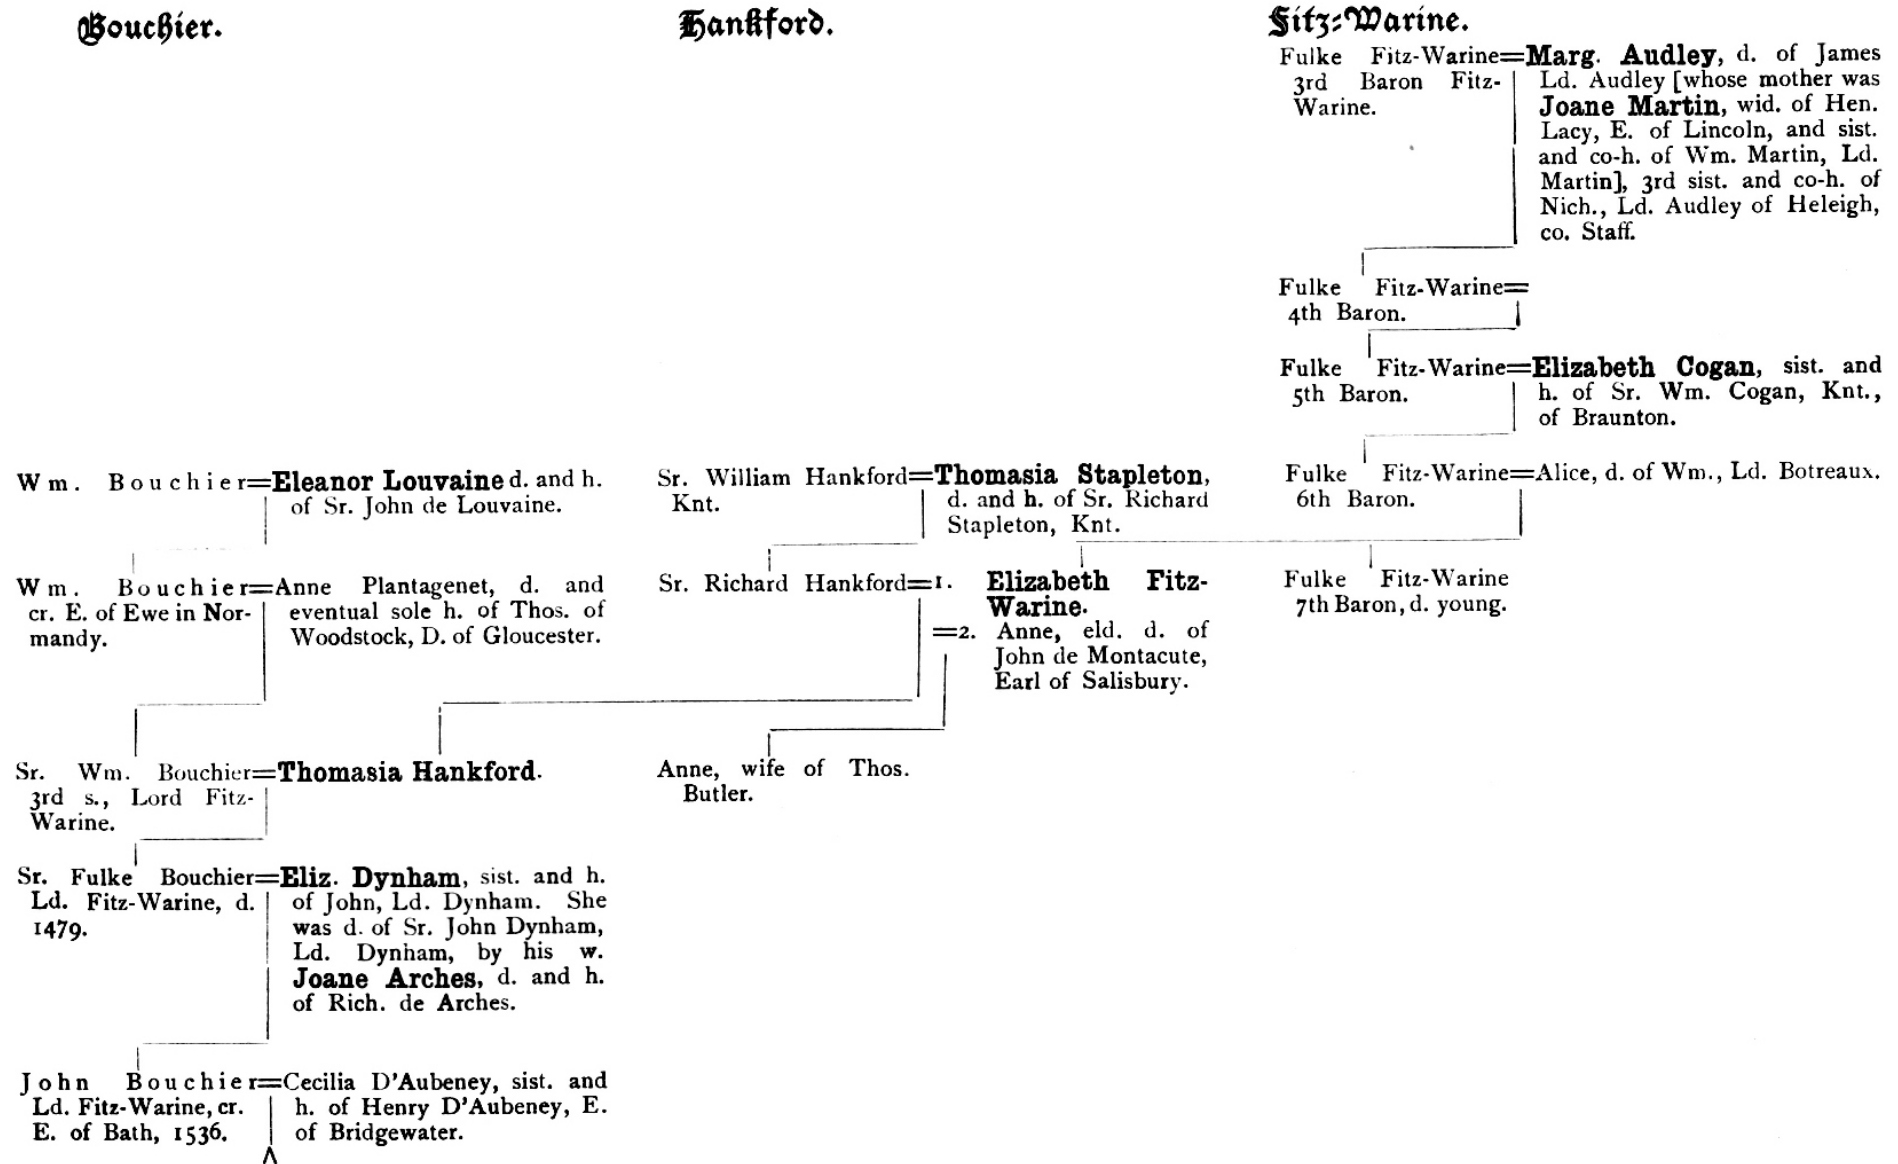 Bouchier.
Hankford.
Fitz-Warine.
Fulke Fitz-Warine=Marg. Audley, d. of James
3rd Baron Fitz-
Warine.
Ld. Audley [whose mother was
Joane Martin, wid. of Hen.
Lacy, E. of Lincoln, and sist.
and co-h. of Wm. Martin, Ld.
Martin], 3rd sist. and co-h. of
Nich., Ld. Audley of Heleigh,
co. Staff.
Fulke Fitz-Warine=
4th Baron.
Fulke Fitz-Warine=Elizabeth Cogan, sist. and
5th Baron.
h. of Sr. Wm. Cogan, Knt.,
of Braunton.
Wm. Bouchier=Eleanor Louvaine d. and h.
of Sr. John de Louvaine.
Sr. William Hankford=Thomasia Stapleton,
Knt.
d. and h. of Sr. Richard
Stapleton, Knt.
Fulke Fitz-Warine=Alice, d. of Wm., Ld. Botreaux.
6th Baron.
Wm. Bouchier=Anne Plantagenet, d. and
cr. E. of Ewe in Nor-
mandy.
eventual sole h. of Thos. of
Woodstock, D. of Gloucester.
Sr. Richard Hankford=1. Elizabeth Fitz-
Warine.
=2. Anne, eld. d. of
John de Montacute,
Earl of Salisbury.
Fulke Fitz-Warine
7th Baron, d. young.
Sr. Wm. Bouchier=Thomasia Hankford.
3rd s., Lord Fitz-
Warine.
Anne, wife of Thos.
Butler.
Sr. Fulke Bouchier=Eliz. Dynham, sist. and h.
Ld. Fitz-Warine, d.
1479.
of John, Ld. Dynham. She
was d. of Sr. John Dynham,
Ld. Dynham, by his w.
Joane Arches, d. and h.
of Rich. de Arches.
John Bouchier=Cecilia D'Aubeney, sist. and
Ld. Fitz-Warine, cr.
E. of Bath, 1536.
h. of Henry D'Aubeney, E.
of Bridgewater.